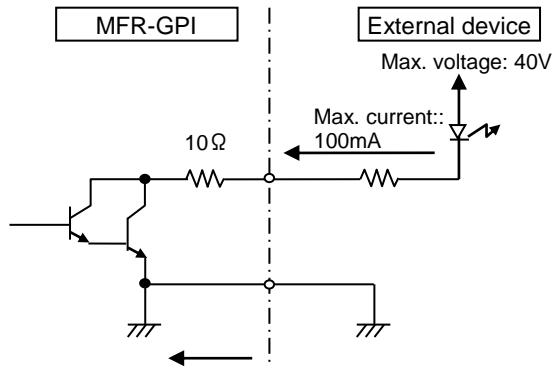 MFR-GPI
External device
Max. voltage: 40V
Max. current::
100mA
10Ω